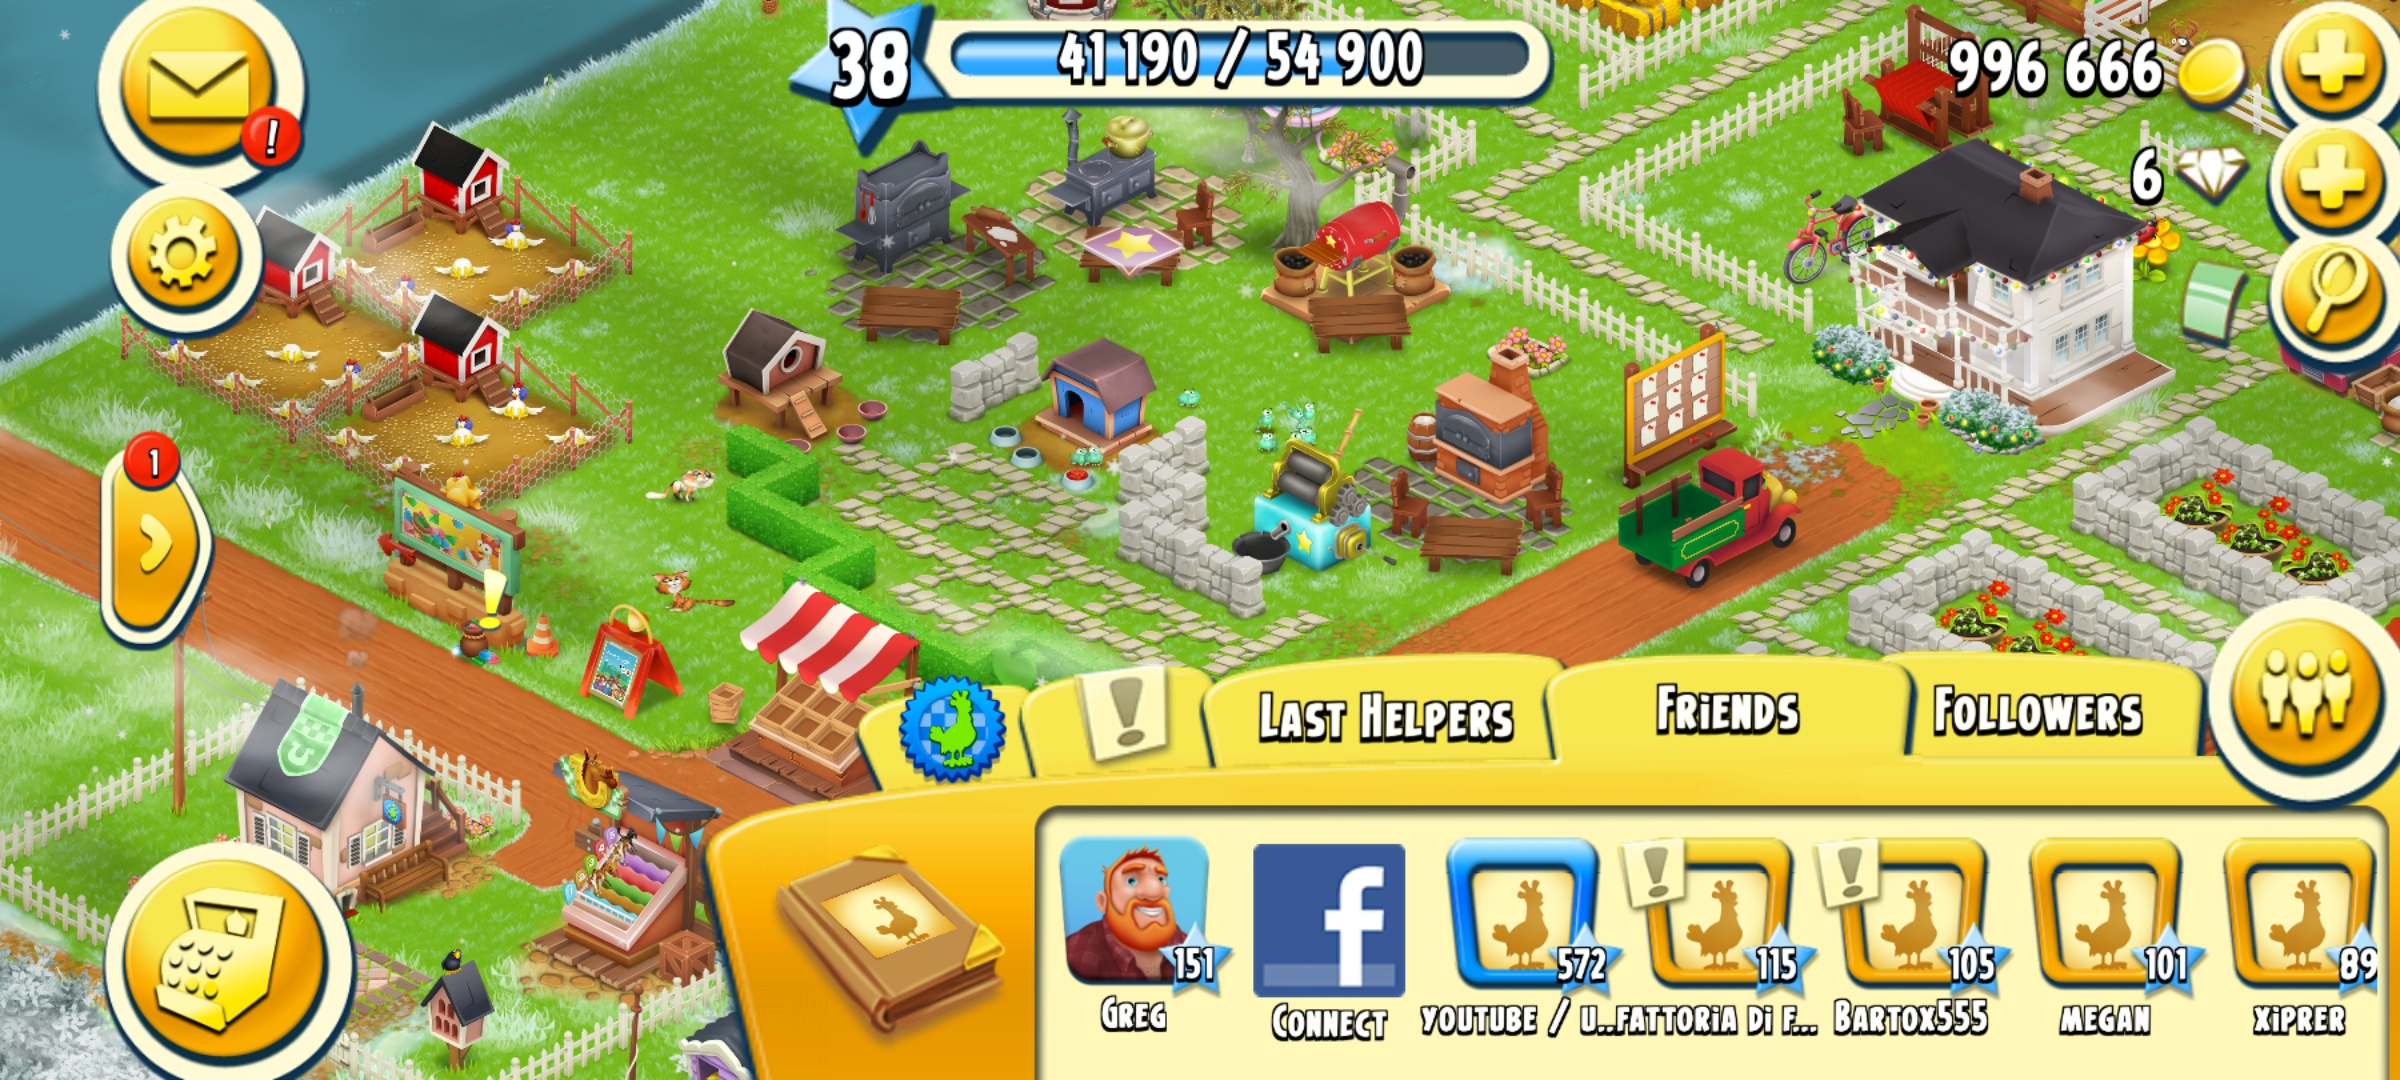 38
41 190 / 54 900
996 666
6
!
1
Last Helpers
Friends
Followers
151
572
115
105
101
89
Greg
Connect
youtube / u...
fattoria di f...
Bartox555
megan
xiprer